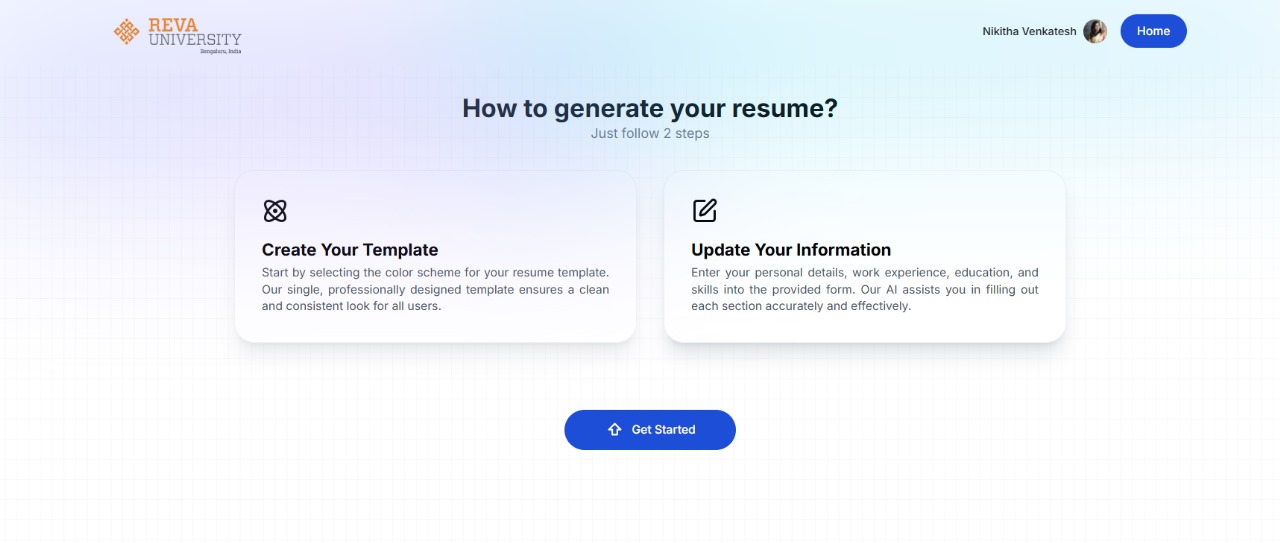 REVA
UNIVERSITY
Bengaluru, India
Nikitha Venkatesh
Home
How to generate your resume?
Just follow 2 steps
Create Your Template
Start by selecting the color scheme for your resume template.
Our single, professionally designed template ensures a clean
and consistent look for all users.
Update Your Information
Enter your personal details, work experience, education, and
skills into the provided form. Our AI assists you in filling out
each section accurately and effectively.
Get Started